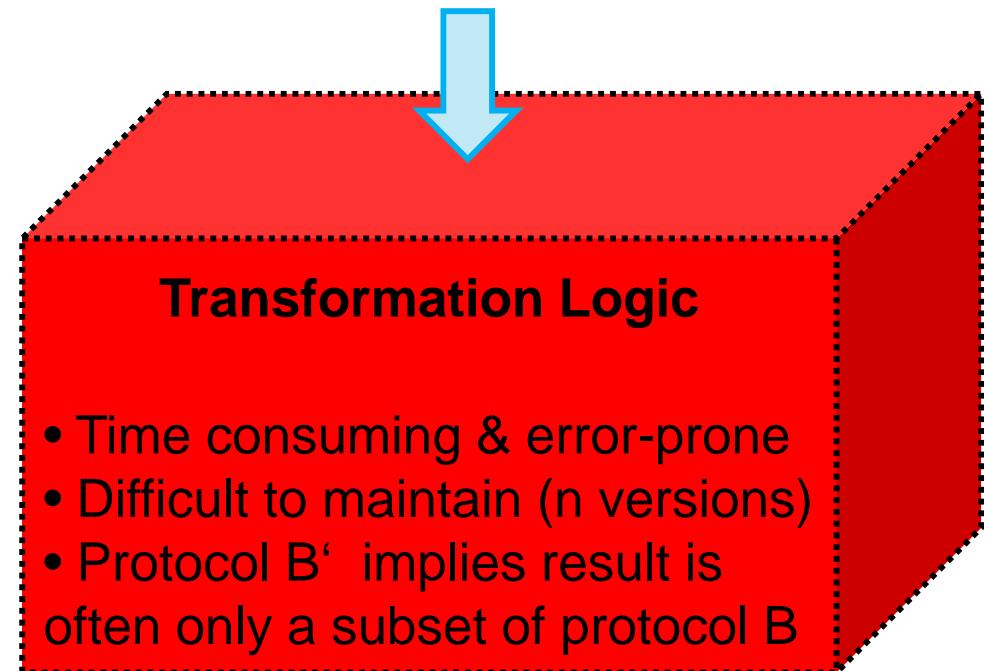 Transformation Logic
• Time consuming & error-prone
• Difficult to maintain (n versions)
• Protocol B‘ implies result is
often only a subset of protocol B